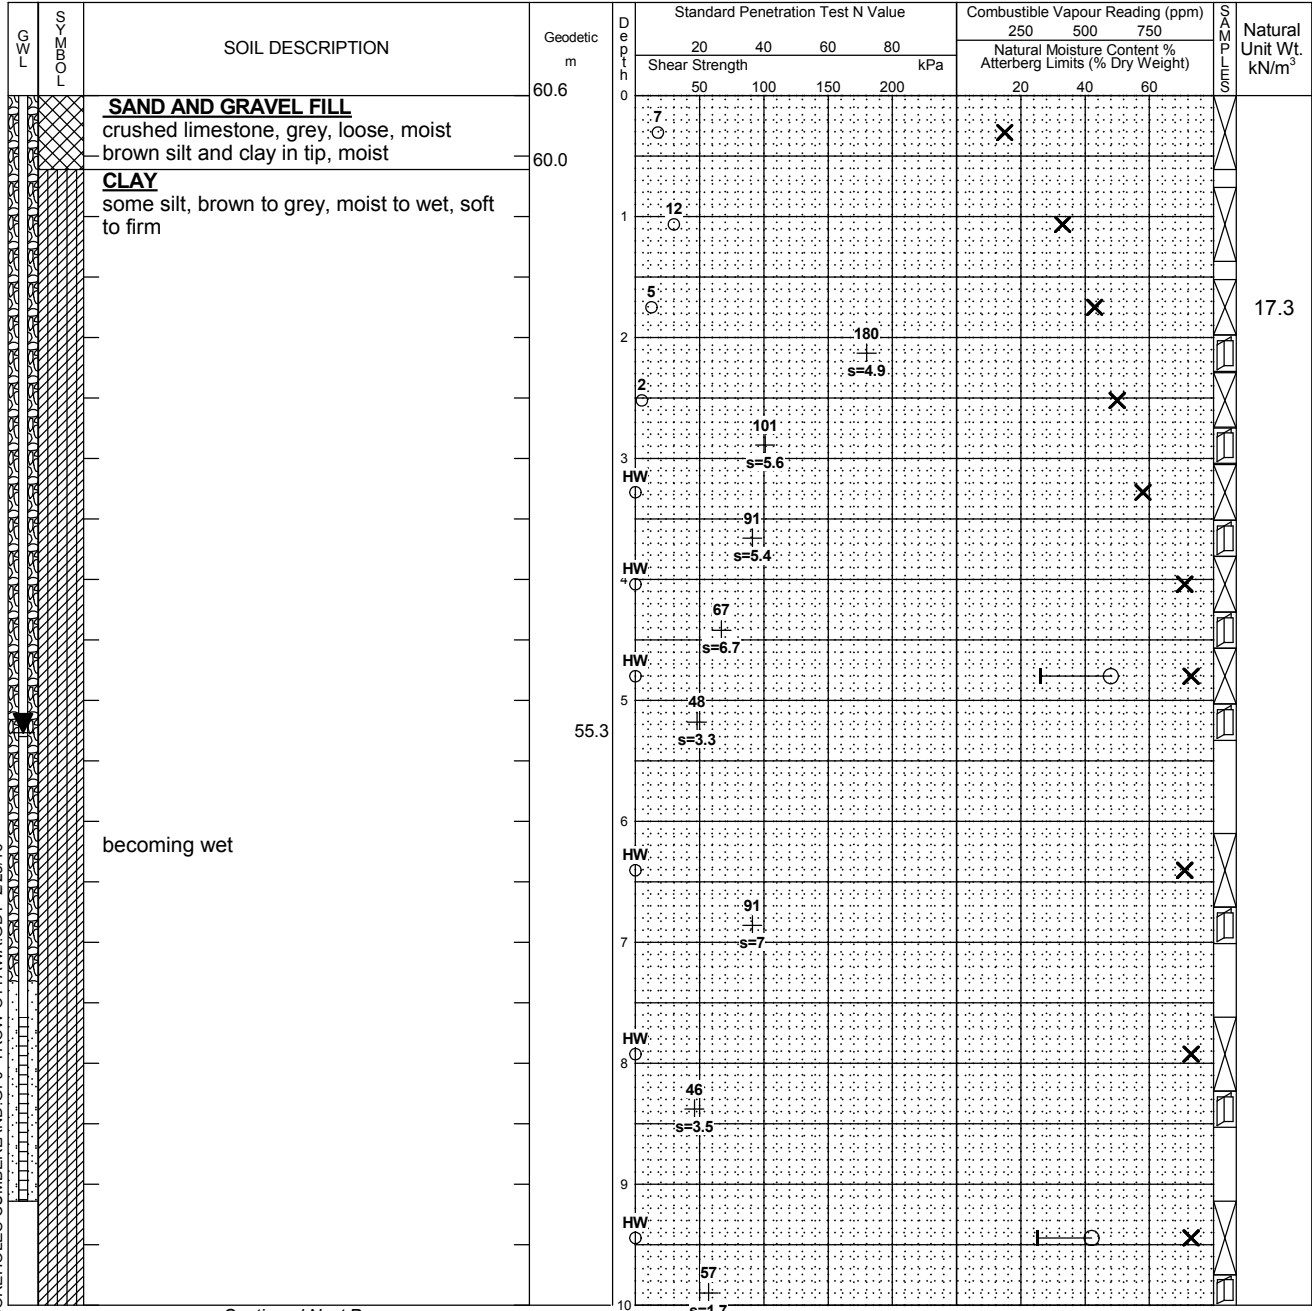 GWL
SYMBOL
SOIL DESCRIPTION
Geodetic
m
Depth
Standard Penetration Test N Value
20 40 60 80
Shear Strength kPa
50 100 150 200
Combustible Vapour Reading (ppm)
250 500 750
Natural Moisture Content %
Atterberg Limits (% Dry Weight)
20 40 60
SAMPLES
Natural
Unit Wt.
kN/m³
60.6
0
SAND AND GRAVEL FILL
crushed limestone, grey, loose, moist
brown silt and clay in tip, moist
7
60.0
CLAY
some silt, brown to grey, moist to wet, soft
to firm
12
1
5
17.3
2
180
s=4.9
2
101
3
s=5.6
HW
91
s=5.4
4
HW
67
s=6.7
HW
5
48
55.3
s=3.3
6
becoming wet
HW
91
7
s=7
HW
8
46
s=3.5
9
HW
57
10
s=1.7